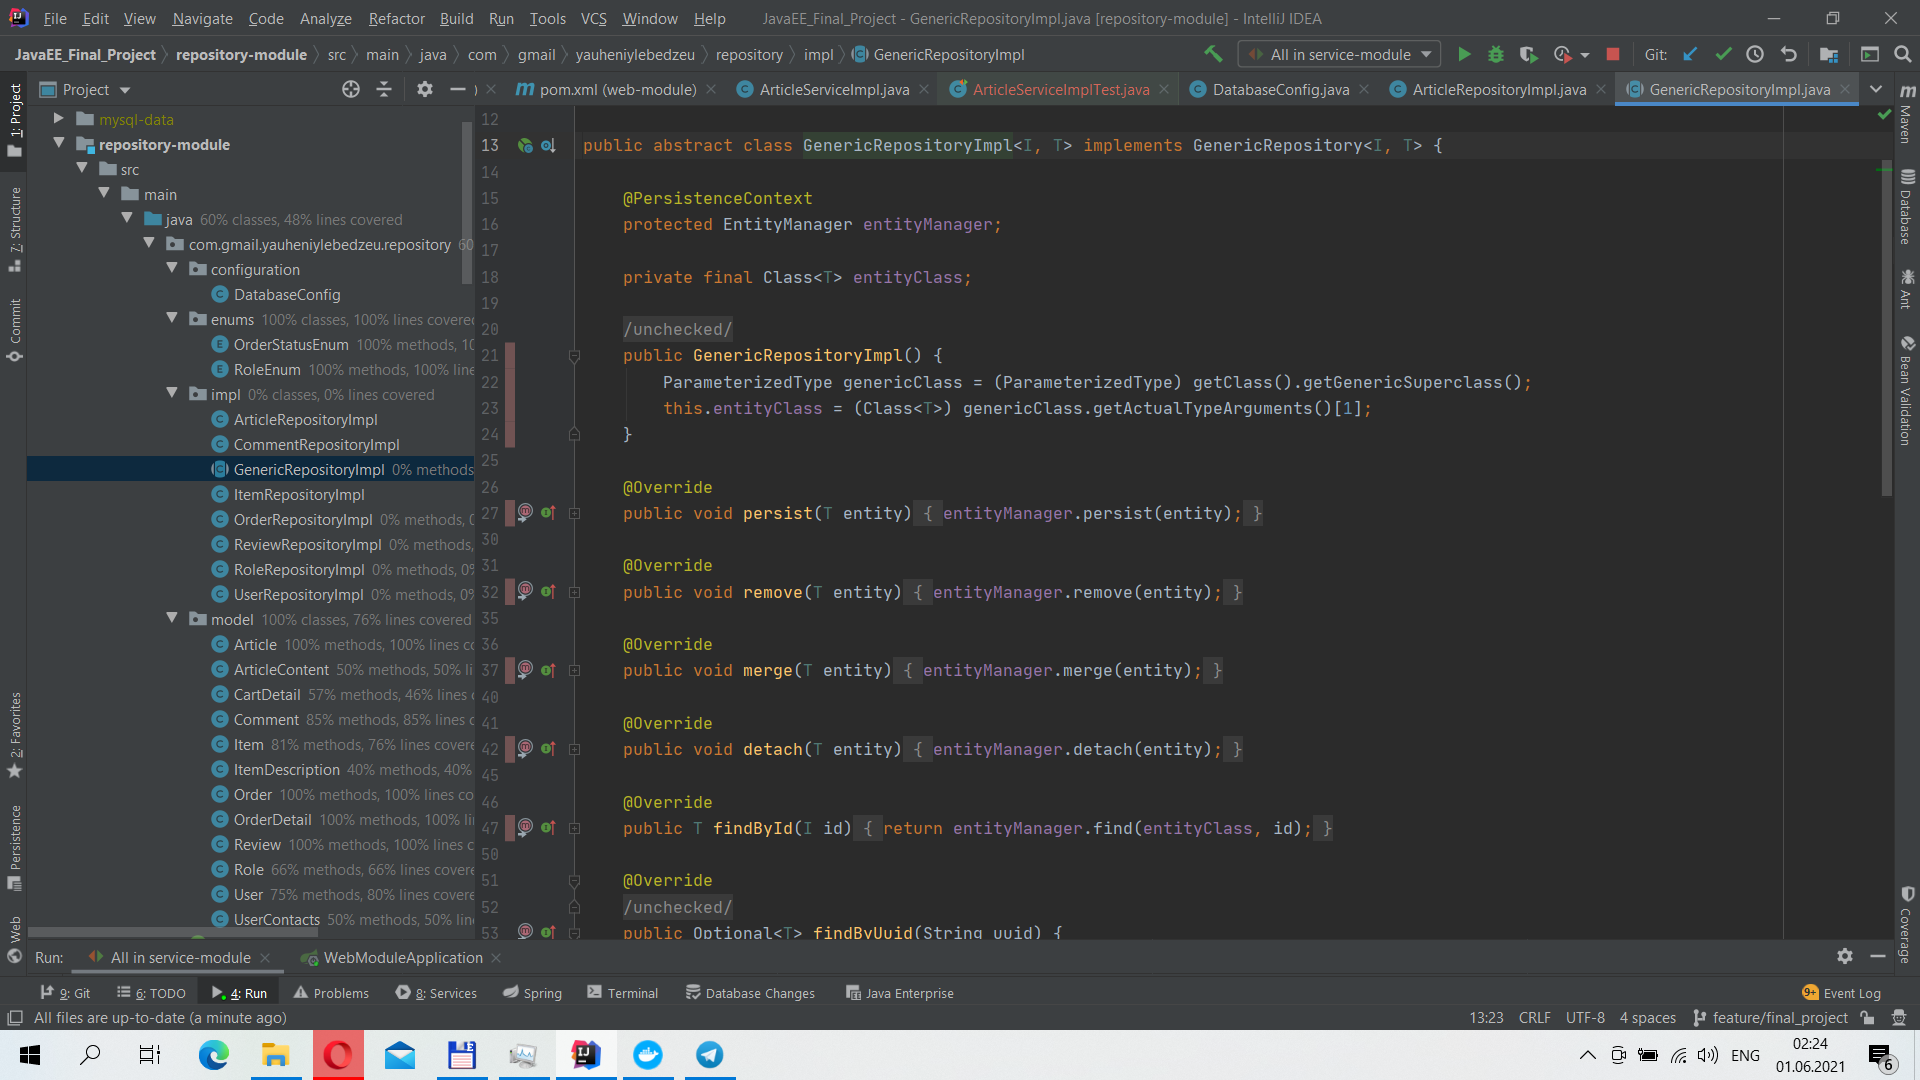 File Edit View Navigate Code Analyze Refactor Build Run Tools VCS Window Help JavaEE_Final_Project - GenericRepositoryImpl.java [repository-module] - IntelliJ IDEA
JavaEE_Final_Project repository-module src main java com gmail yauheniylebedzeu repository impl GenericRepositoryImpl All in service-module Git:
Project pom.xml (web-module) ArticleServiceImpl.java ArticleServiceImplTest.java DatabaseConfig.java ArticleRepositoryImpl.java GenericRepositoryImpl.java
1: Project
7: Structure
Commit
2: Favorites
Persistence
Web
mysql-data
repository-module
src
main
java 60% classes, 48% lines covered
com.gmail.yauheniylebedzeu.repository 60
configuration
DatabaseConfig
enums 100% classes, 100% lines covered
OrderStatusEnum 100% methods, 10
RoleEnum 100% methods, 100% line
impl 0% classes, 0% lines covered
ArticleRepositoryImpl
CommentRepositoryImpl
GenericRepositoryImpl 0% methods
ItemRepositoryImpl
OrderRepositoryImpl 0% methods, 0
ReviewRepositoryImpl 0% methods,
RoleRepositoryImpl 0% methods, 0%
UserRepositoryImpl 0% methods, 0%
model 100% classes, 76% lines covered
Article 100% methods, 100% lines co
ArticleContent 50% methods, 50% li
CartDetail 57% methods, 46% lines c
Comment 85% methods, 85% lines c
Item 81% methods, 76% lines covere
ItemDescription 40% methods, 40%
Order 100% methods, 100% lines co
OrderDetail 100% methods, 100% li
Review 100% methods, 100% lines c
Role 66% methods, 66% lines covere
User 75% methods, 80% lines covere
UserContacts 50% methods, 50% lin
12
13 public abstract class GenericRepositoryImpl<I, T> implements GenericRepository<I, T> {
14
15 @PersistenceContext
16 protected EntityManager entityManager;
17
18 private final Class<T> entityClass;
19
20 /unchecked/
21 public GenericRepositoryImpl() {
22 ParameterizedType genericClass = (ParameterizedType) getClass().getGenericSuperclass();
23 this.entityClass = (Class<T>) genericClass.getActualTypeArguments()[1];
24 }
25
26 @Override
27 public void persist(T entity) { entityManager.persist(entity); }
30
31 @Override
32 public void remove(T entity) { entityManager.remove(entity); }
35
36 @Override
37 public void merge(T entity) { entityManager.merge(entity); }
40
41 @Override
42 public void detach(T entity) { entityManager.detach(entity); }
45
46 @Override
47 public T findById(I id) { return entityManager.find(entityClass, id); }
50
51 @Override
52 /unchecked/
53 public Optional<T> findByUuid(String uuid) {
Maven
Database
Ant
Bean Validation
Coverage
Run: All in service-module WebModuleApplication
9: Git 6: TODO 4: Run Problems 8: Services Spring Terminal Database Changes Java Enterprise 9+ Event Log
All files are up-to-date (a minute ago) 13:23 CRLF UTF-8 4 spaces feature/final_project
ENG 02:24
01.06.2021 6